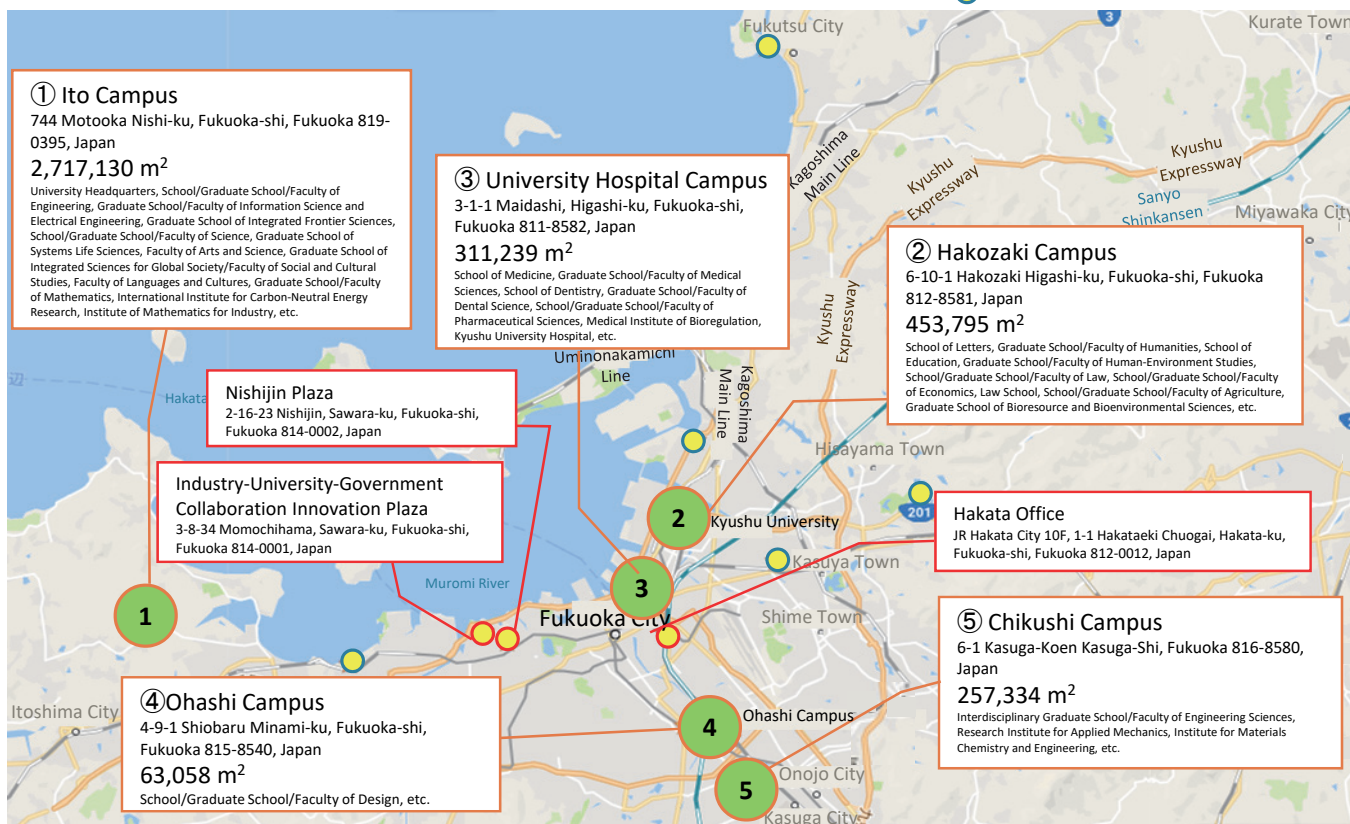 Fukutsu City
Kurate Town
3
① Ito Campus
744 Motooka Nishi-ku, Fukuoka-shi, Fukuoka 819-
0395, Japan
2,717,130 m²
University Headquarters, School/Graduate School/Faculty of
Engineering, Graduate School/Faculty of Information Science and
Electrical Engineering, Graduate School of Integrated Frontier Sciences,
School/Graduate School/Faculty of Science, Graduate School of
Systems Life Sciences, Faculty of Arts and Science, Graduate School of
Integrated Sciences for Global Society/Faculty of Social and Cultural
Studies, Faculty of Languages and Cultures, Graduate School/Faculty
of Mathematics, International Institute for Carbon-Neutral Energy
Research, Institute of Mathematics for Industry, etc.
Kagoshima
Main Line
Kyushu
Expressway
Kyushu
Expressway
Sanyo
Shinkansen
Miyawaka City
③ University Hospital Campus
3-1-1 Maidashi, Higashi-ku, Fukuoka-shi,
Fukuoka 811-8582, Japan
311,239 m²
School of Medicine, Graduate School/Faculty of Medical
Sciences, School of Dentistry, Graduate School/Faculty of
Dental Science, School/Graduate School/Faculty of
Pharmaceutical Sciences, Medical Institute of Bioregulation,
Kyushu University Hospital, etc.
② Hakozaki Campus
6-10-1 Hakozaki Higashi-ku, Fukuoka-shi, Fukuoka
812-8581, Japan
453,795 m²
School of Letters, Graduate School/Faculty of Humanities, School of
Education, Graduate School/Faculty of Human-Environment Studies,
School/Graduate School/Faculty of Law, School/Graduate School/Faculty
of Economics, Law School, School/Graduate School/Faculty of Agriculture,
Graduate School of Bioresource and Bioenvironmental Sciences, etc.
Kyushu
Expressway
Uminonakamichi
Line
Kagoshima
Main Line
Hakata
Nishijin Plaza
2-16-23 Nishijin, Sawara-ku, Fukuoka-shi,
Fukuoka 814-0002, Japan
Hisayama Town
201
Industry-University-Government
Collaboration Innovation Plaza
3-8-34 Momochihama, Sawara-ku, Fukuoka-shi,
Fukuoka 814-0001, Japan
2
Kyushu University
Hakata Office
JR Hakata City 10F, 1-1 Hakataeki Chuogai, Hakata-ku,
Fukuoka-shi, Fukuoka 812-0012, Japan
Kasuya Town
Muromi River
3
1
Fukuoka City
Shime Town
⑤ Chikushi Campus
6-1 Kasuga-Koen Kasuga-Shi, Fukuoka 816-8580,
Japan
257,334 m²
Interdisciplinary Graduate School/Faculty of Engineering Sciences,
Research Institute for Applied Mechanics, Institute for Materials
Chemistry and Engineering, etc.
Itoshima City
④Ohashi Campus
4-9-1 Shiobaru Minami-ku, Fukuoka-shi,
Fukuoka 815-8540, Japan
63,058 m²
School/Graduate School/Faculty of Design, etc.
4
Ohashi Campus
5
Onojo City
Kasuga City